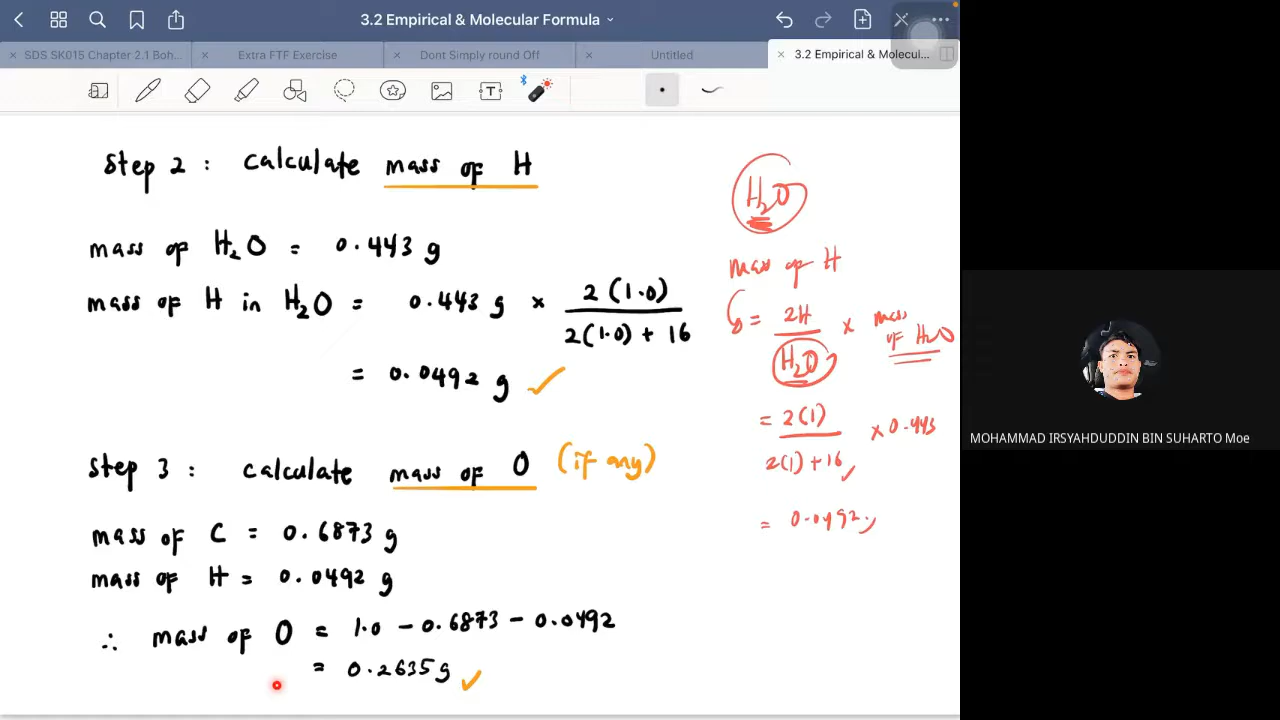 3.2 Empirical & Molecular Formula
SDS SK015 Chapter 2.1 Boh...
Extra FTF Exercise
Dont Simply round Off
Untitled
3.2 Empirical & Molecul...
Step 2 : Calculate mass of H
mass of H₂O = 0.443 g
mass of H in H₂O = 0.443 g × 2(1.0) / 2(1.0) + 16
= 0.0492 g ✓
Step 3 : Calculate mass of O (if any)
mass of C = 0.6873 g
mass of H = 0.0492 g
∴ mass of O = 1.0 - 0.6873 - 0.0492
= 0.2635g ✓
H₂O
mass of H
= 2H / H₂O × mass of H₂O
= 2(1) / 2(1) + 16 × 0.443
= 0.0492
MOHAMMAD IRSYAHDUDDIN BIN SUHARTO Moe